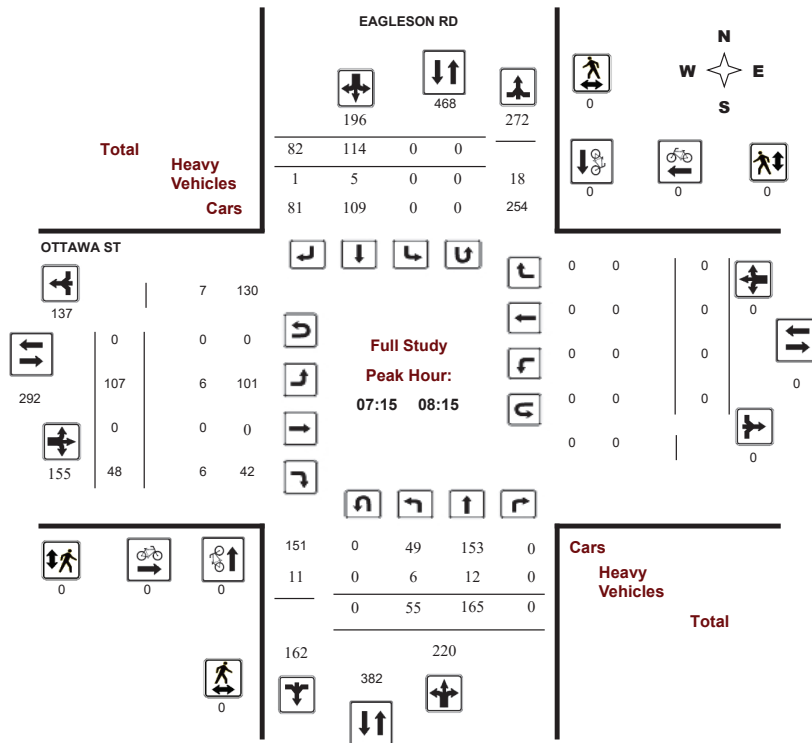 EAGLESON RD
N
W E
S
468
0
196 272
Total 82 114 0 0
Heavy
Vehicles 1 5 0 0 18
Cars 81 109 0 0 254
0 0 0
OTTAWA ST
137 7 130
0 0 0 0
0 0 0
107 6 101
292
0 0 0
155 48 6 42
Full Study
Peak Hour:
07:15 08:15
0 0 0
0 0 0
0 0 0
0 0 0
0 0 0
151 0 49 153 0
11 0 6 12 0
0 55 165 0
162 220
382
0 0 0
0
Cars
Heavy
Vehicles
Total